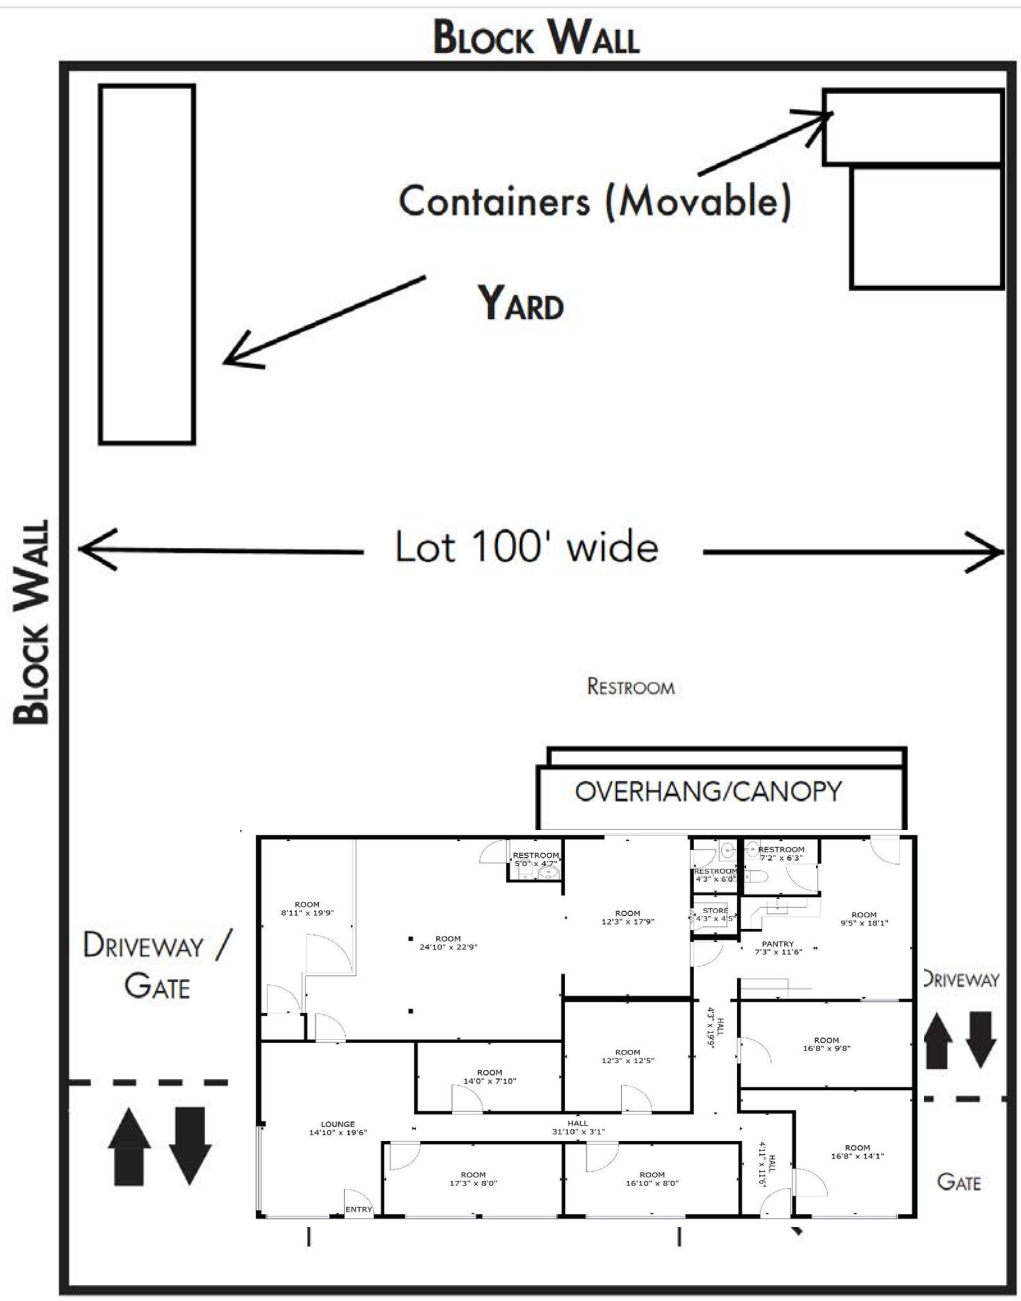 BLOCK WALL
Containers (Movable)
YARD
BLOCK WALL
Lot 100' wide
RESTROOM
OVERHANG/CANOPY
RESTROOM
5'0" x 4'7"
RESTROOM
7'2" x 6'3"
RESTROOM
4'3" x 6'0"
ROOM
8'11" x 19'9"
ROOM
12'3" x 17'9"
STORE
4'3" x 4'5"
ROOM
9'5" x 18'1"
ROOM
24'10" x 22'9"
PANTRY
7'3" x 11'6"
DRIVEWAY /
GATE
DRIVEWAY
HALL
4'3" x 19'9"
ROOM
16'8" x 9'8"
ROOM
12'3" x 12'5"
ROOM
14'0" x 7'10"
LOUNGE
14'10" x 19'6"
HALL
31'10" x 3'1"
ROOM
16'8" x 14'1"
HALL
4'11" x 11'6"
ROOM
17'3" x 8'0"
ROOM
16'10" x 8'0"
GATE
ENTRY